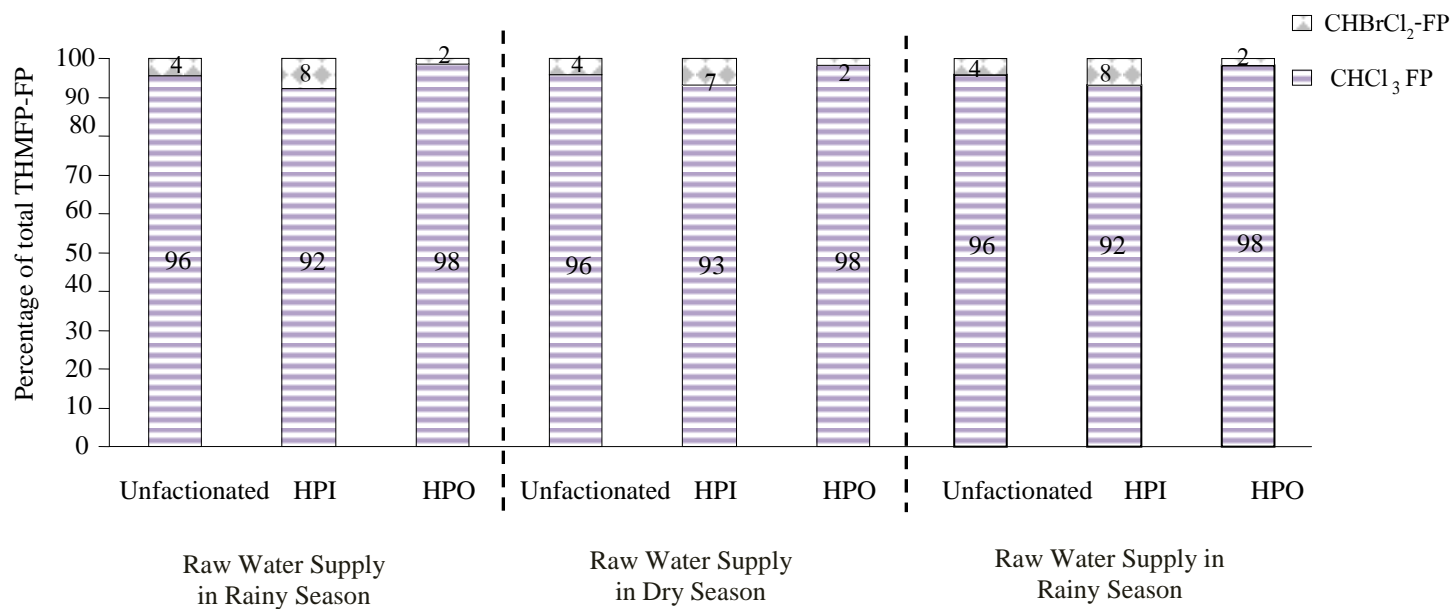 CHBrCl₂-FP
CHCl₃ FP
Percentage of total THMFP-FP
100
90
80
70
60
50
40
30
20
10
0
4 8 2 4 7 2 4 8 2
96 92 98 96 93 98 96 92 98
Unfactionated HPI HPO Unfactionated HPI HPO Unfactionated HPI HPO
Raw Water Supply
in Rainy Season
Raw Water Supply
in Dry Season
Raw Water Supply in
Rainy Season